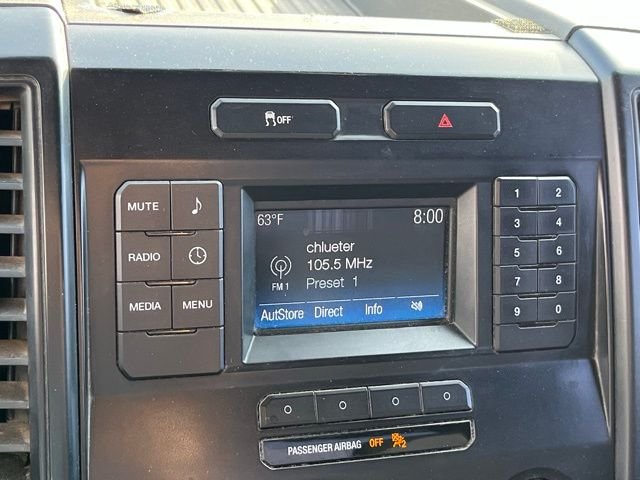 OFF
MUTE
RADIO
MEDIA MENU
63°F 8:00
chlueter
105.5 MHz
FM 1 Preset 1
AutStore Direct Info
1 2
3 4
5 6
7 8
9 0
PASSENGER AIRBAG OFF 2